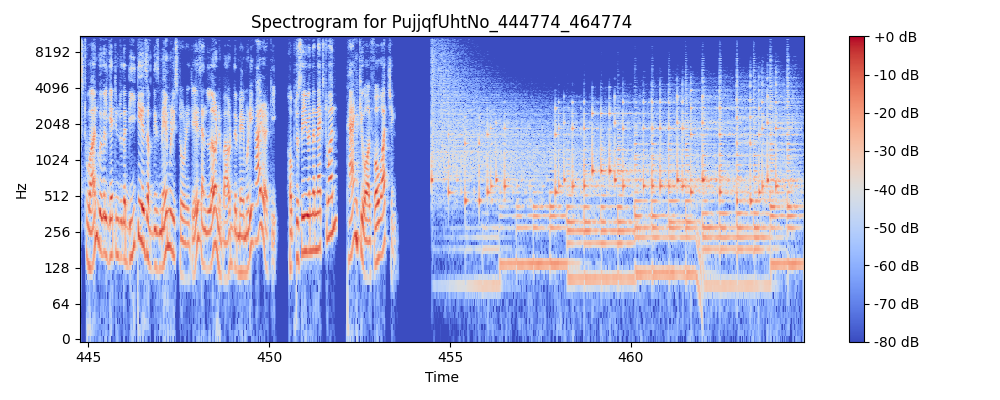 Spectrogram for PujjqfUhtNo_444774_464774
8192
4096
2048
1024
512
256
128
64
0
Hz
445
450
455
460
Time
+0 dB
-10 dB
-20 dB
-30 dB
-40 dB
-50 dB
-60 dB
-70 dB
-80 dB